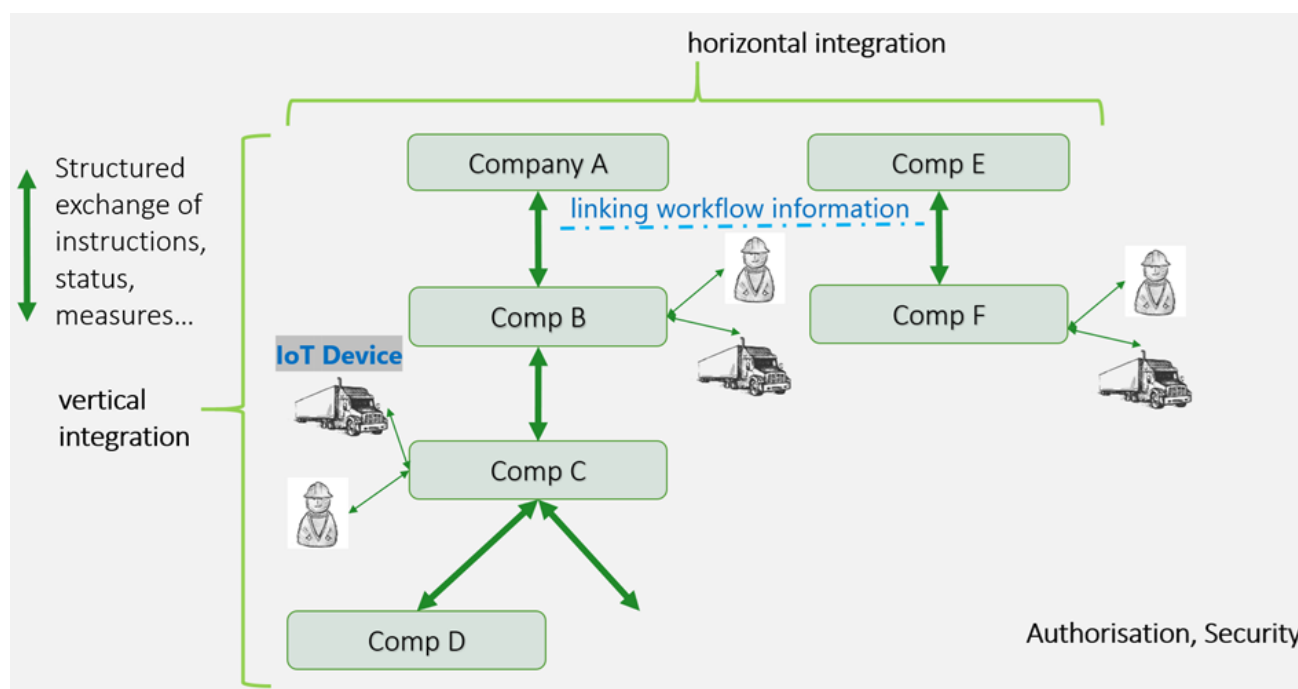 horizontal integration
Structured
exchange of
instructions,
status,
measures...
Company A
Comp E
linking workflow information
Comp B
Comp F
IoT Device
vertical
integration
Comp C
Comp D
Authorisation, Security